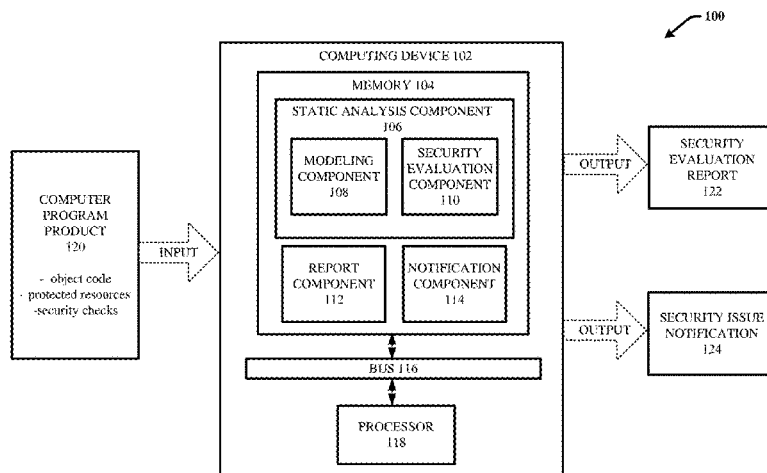 100
COMPUTING DEVICE 102
MEMORY 104
STATIC ANALYSIS COMPONENT
106
MODELING
COMPONENT
108
SECURITY
EVALUATION
COMPONENT
110
REPORT
COMPONENT
112
NOTIFICATION
COMPONENT
114
BUS 116
PROCESSOR
118
COMPUTER
PROGRAM
PRODUCT
120
- object code
- protected resources
-security checks
INPUT
OUTPUT
SECURITY
EVALUATION
REPORT
122
OUTPUT
SECURITY ISSUE
NOTIFICATION
124